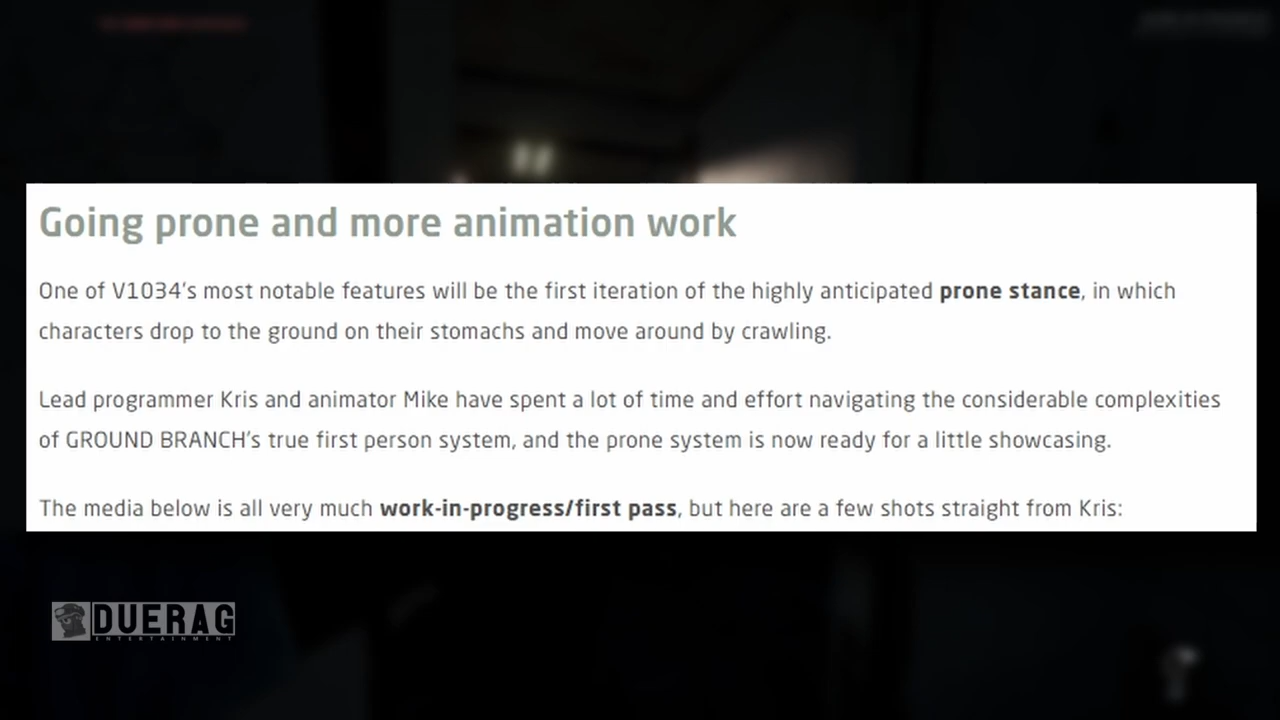 Going prone and more animation work
One of V1034's most notable features will be the first iteration of the highly anticipated prone stance, in which
characters drop to the ground on their stomachs and move around by crawling.
Lead programmer Kris and animator Mike have spent a lot of time and effort navigating the considerable complexities
of GROUND BRANCH's true first person system, and the prone system is now ready for a little showcasing.
The media below is all very much work-in-progress/first pass, but here are a few shots straight from Kris:
DUERAG
ENTERTAINMENT